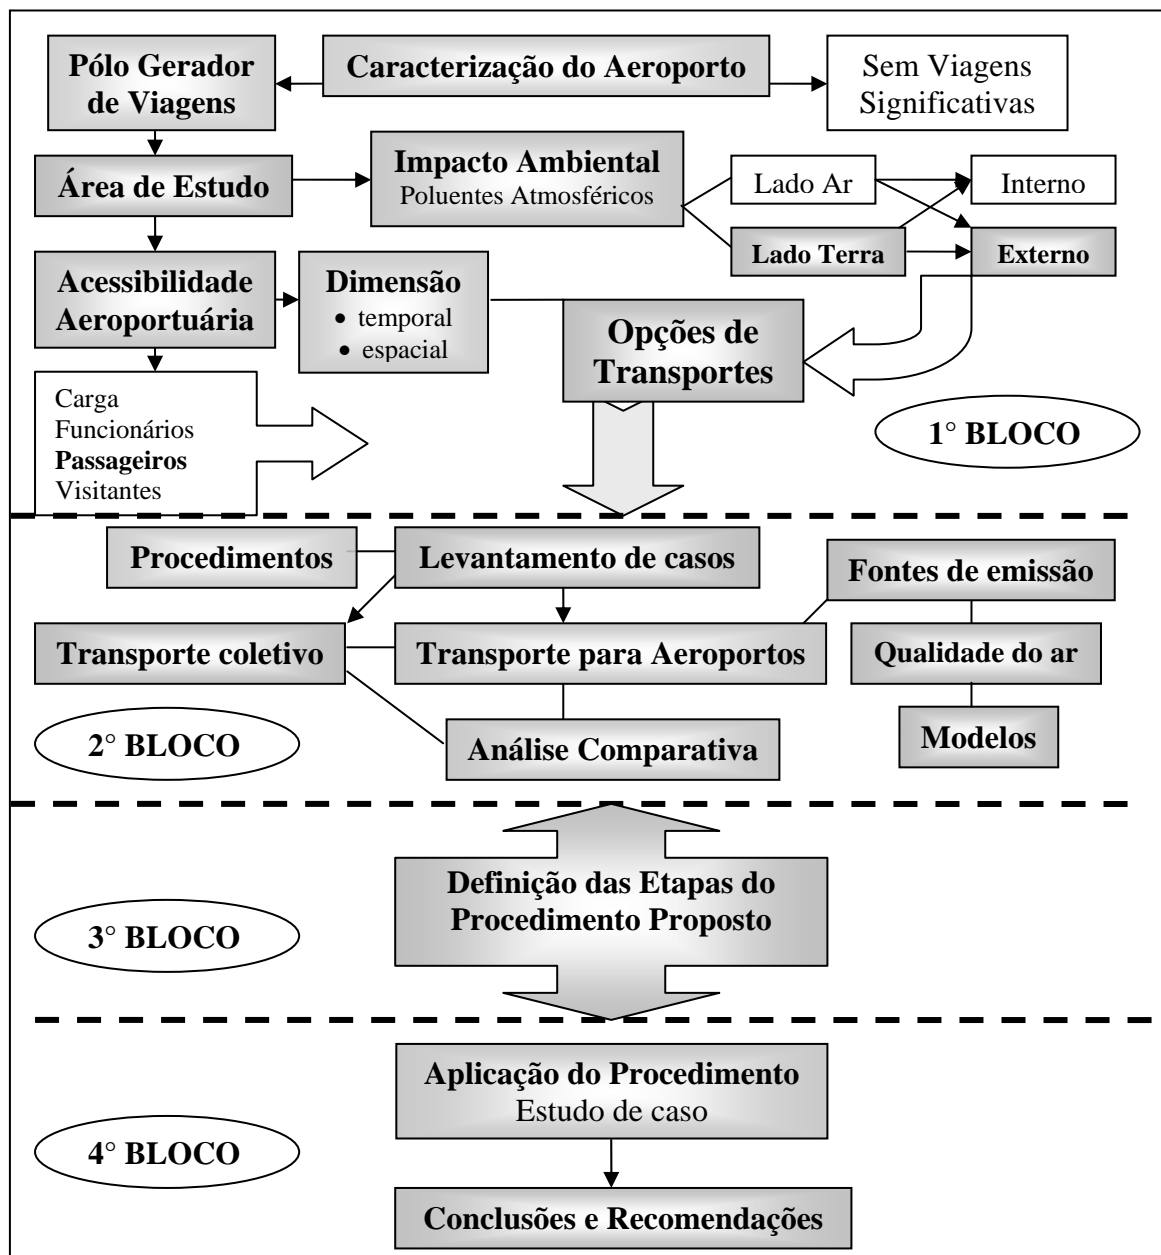 Pólo Gerador
de Viagens
Caracterização do Aeroporto
Sem Viagens
Significativas
Área de Estudo
Impacto Ambiental
Poluentes Atmosféricos
Lado Ar
Interno
Lado Terra
Externo
Acessibilidade
Aeroportuária
Dimensão
• temporal
• espacial
Opções de
Transportes
Carga
Funcionários
Passageiros
Visitantes
1° BLOCO
Procedimentos
Levantamento de casos
Fontes de emissão
Transporte coletivo
Transporte para Aeroportos
Qualidade do ar
2° BLOCO
Análise Comparativa
Modelos
Definição das Etapas do
Procedimento Proposto
3° BLOCO
Aplicação do Procedimento
Estudo de caso
4° BLOCO
Conclusões e Recomendações